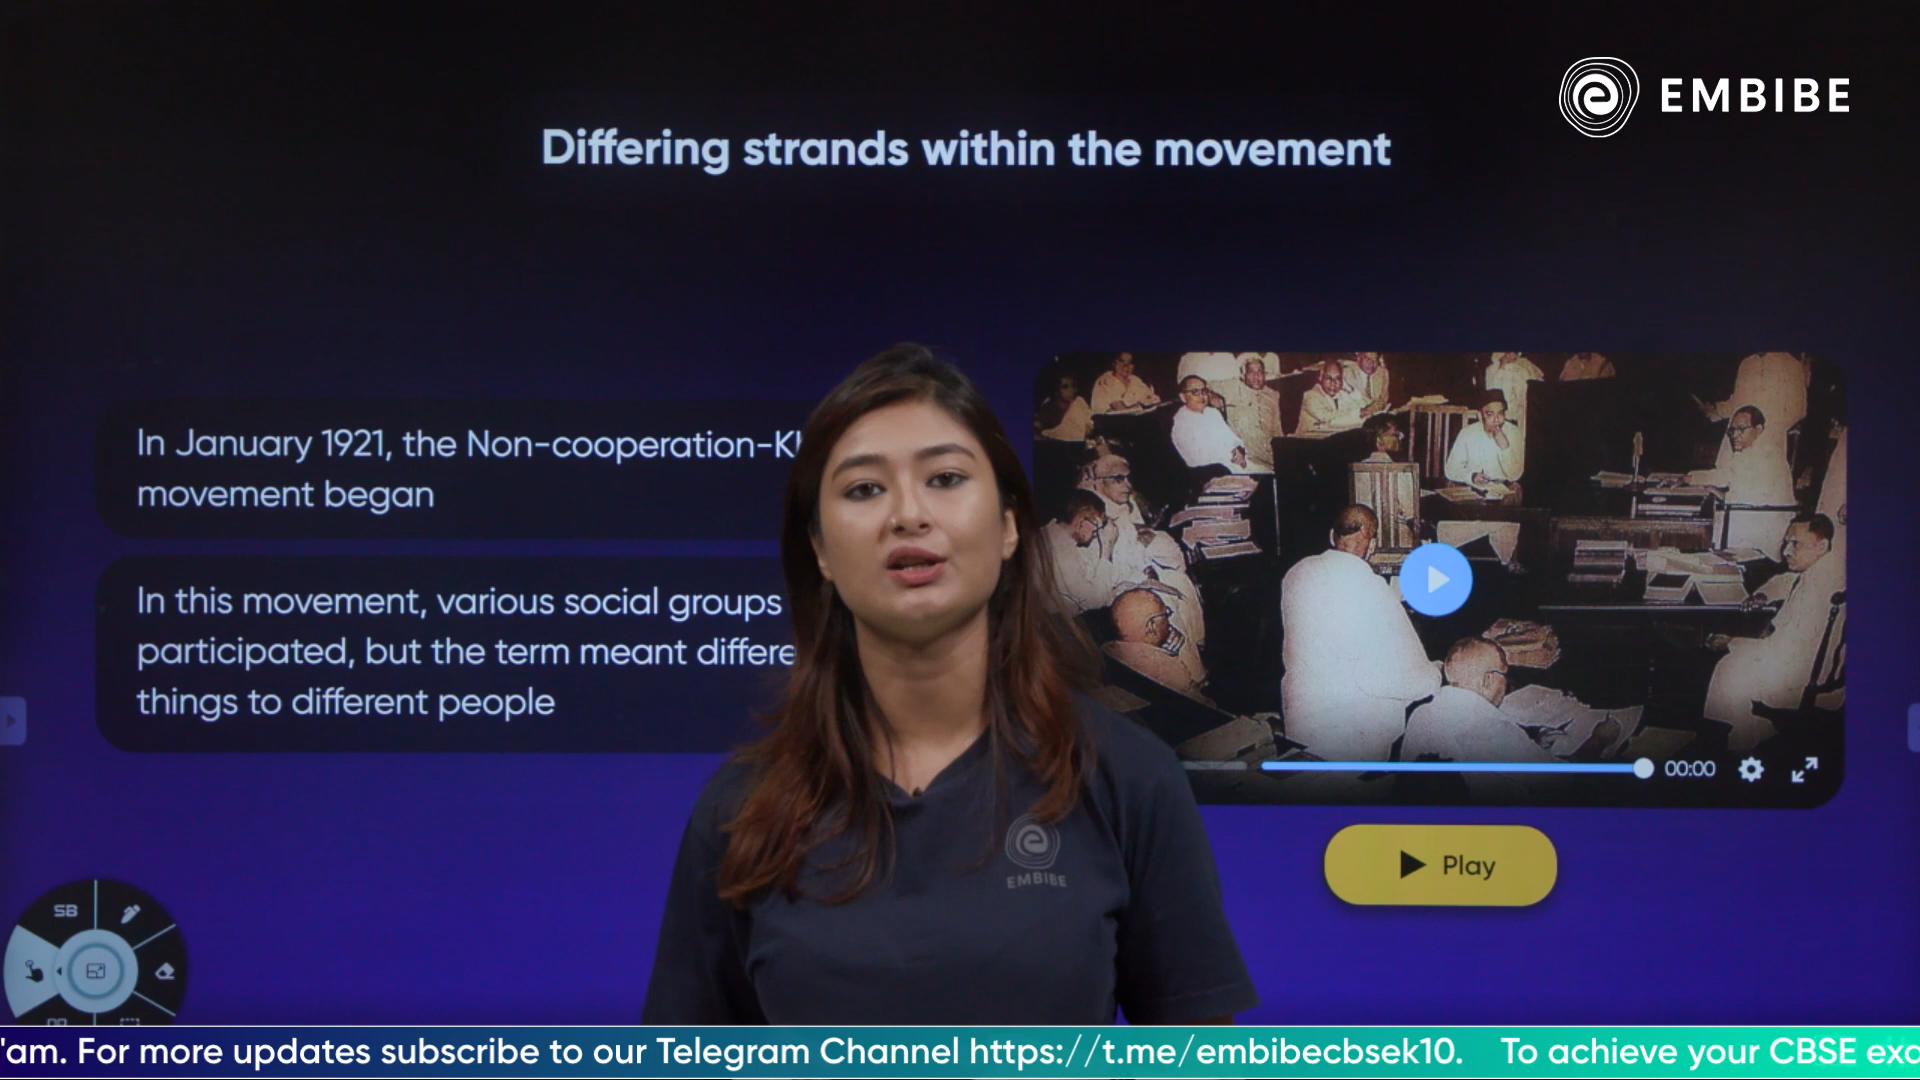 EMBIBE
Differing strands within the movement
In January 1921, the Non-cooperation-K
movement began
In this movement, various social groups
participated, but the term meant differe
things to different people
00:00
Play
EMBIBE
SB
'am. For more updates subscribe to our Telegram Channel https://t.me/embibecbsek10. To achieve your CBSE exa